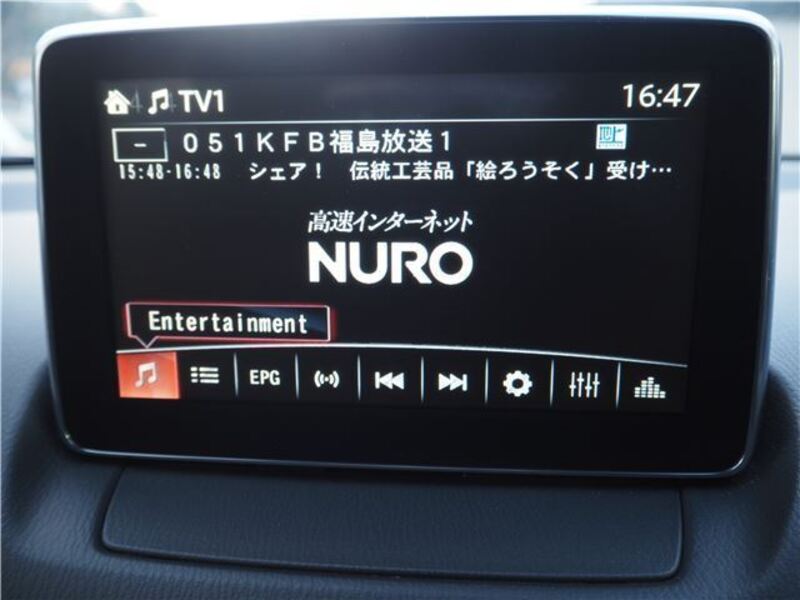 TV1
16:47
051KFB福島放送1
地上
15:48-16:48 シェア! 伝統工芸品「絵ろうそく」受け…
高速インターネット
NURO
Entertainment
EPG